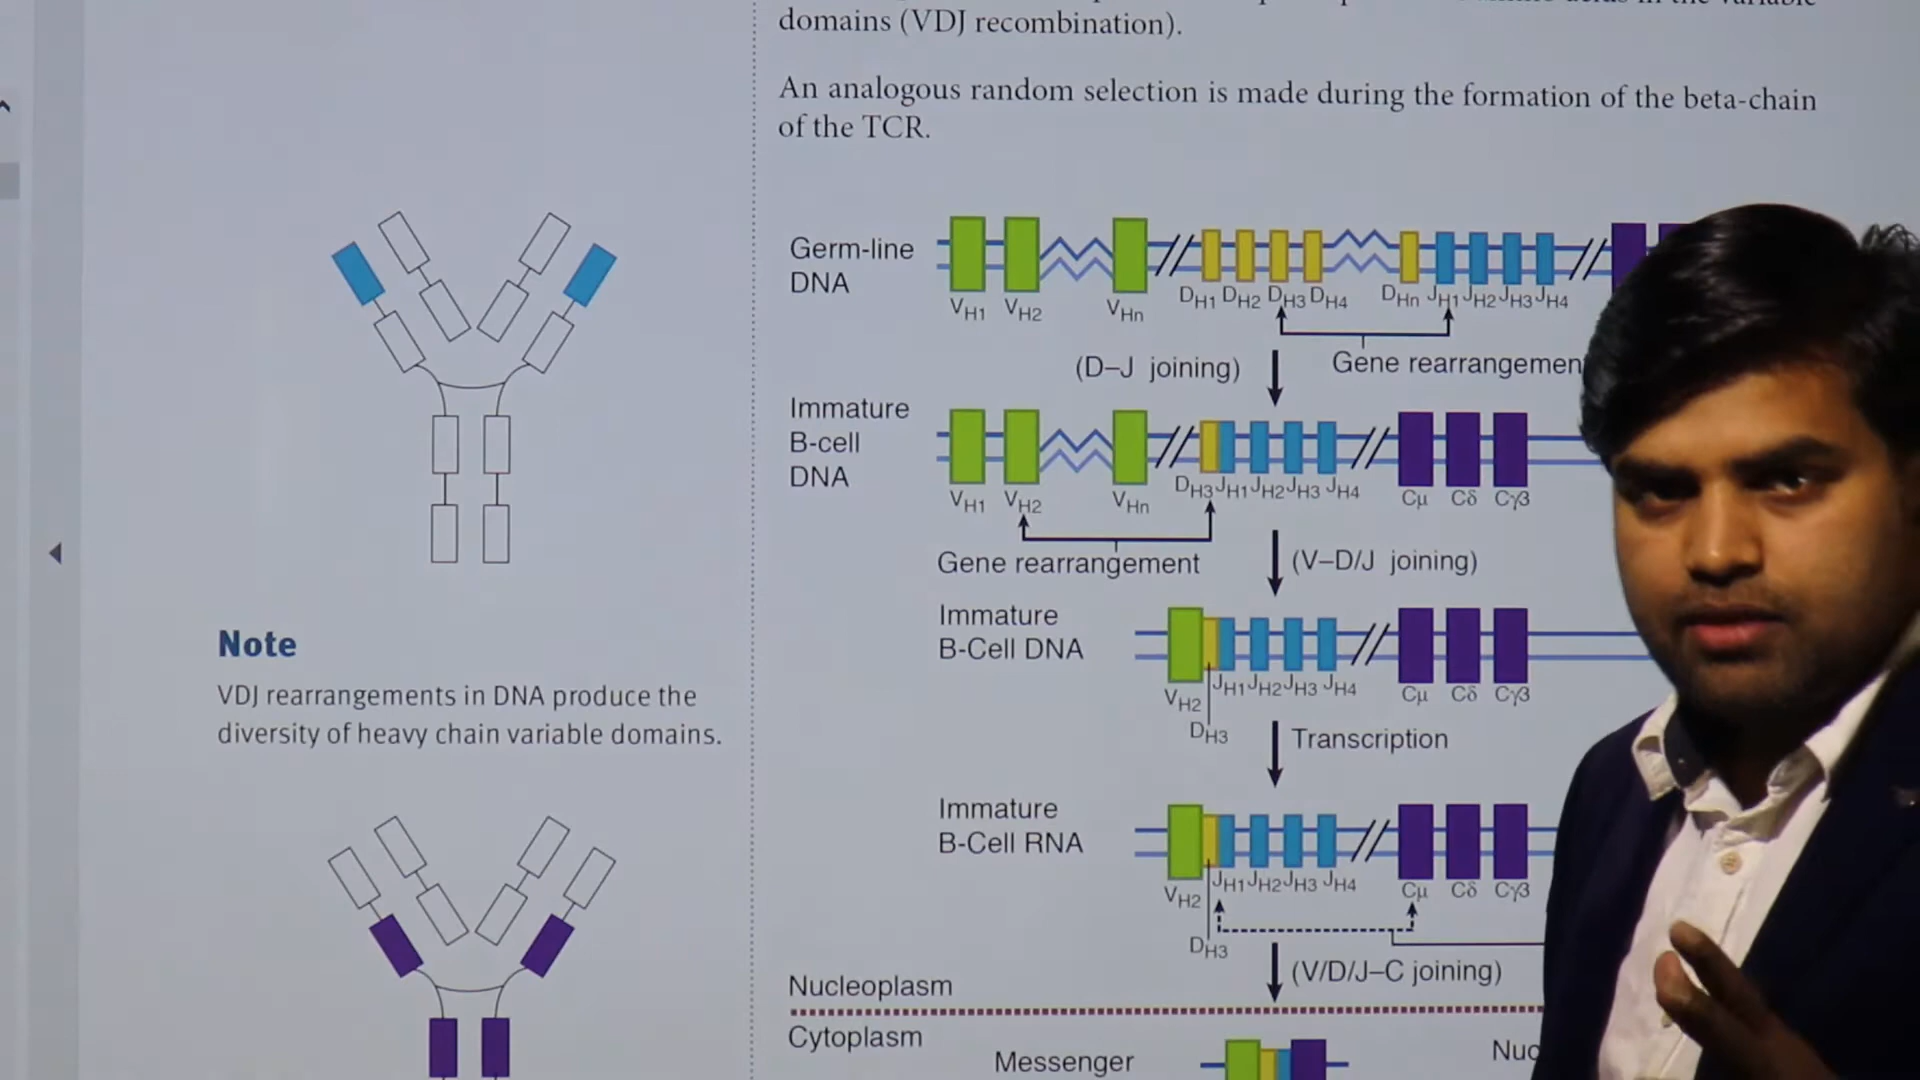 domains (VDJ recombination).
An analogous random selection is made during the formation of the beta-chain
of the TCR.
Germ-line
DNA
VH1 VH2 VHn DH1 DH2 DH3 DH4 DHn JH1 JH2 JH3 JH4
(D–J joining)
Gene rearrangemen
Immature
B-cell
DNA
VH1 VH2 VHn DH3 JH1 JH2 JH3 JH4 Cμ Cδ Cγ3
Gene rearrangement
(V–D/J joining)
Immature
B-Cell DNA
VH2 JH1 JH2 JH3 JH4 Cμ Cδ Cγ3
DH3
Transcription
Immature
B-Cell RNA
VH2 JH1 JH2 JH3 JH4 Cμ Cδ Cγ3
DH3
(V/D/J–C joining)
Nucleoplasm
Cytoplasm
Messenger
Nuc
Note
VDJ rearrangements in DNA produce the
diversity of heavy chain variable domains.